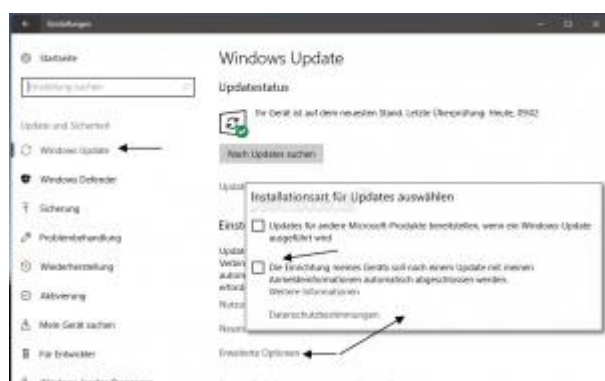 Einstellungen
Startseite
Einstellung suchen
Update und Sicherheit
Windows Update
Windows Defender
Sicherung
Problembehandlung
Wiederherstellung
Aktivierung
Mein Gerät suchen
Für Entwickler
Windows Update
Updatestatus
Ihr Gerät ist auf dem neuesten Stand. Letzte Überprüfung: Heute, 09:02
Nach Updates suchen
Installationsart für Updates auswählen
Updates für andere Microsoft-Produkte bereitstellen, wenn ein Windows-Update
ausgeführt wird
Die Einrichtung meines Geräts soll nach einem Update mit meinen
Anmeldeinformationen automatisch abgeschlossen werden.
Weitere Informationen
Datenschutzbestimmungen
Erweiterte Optionen